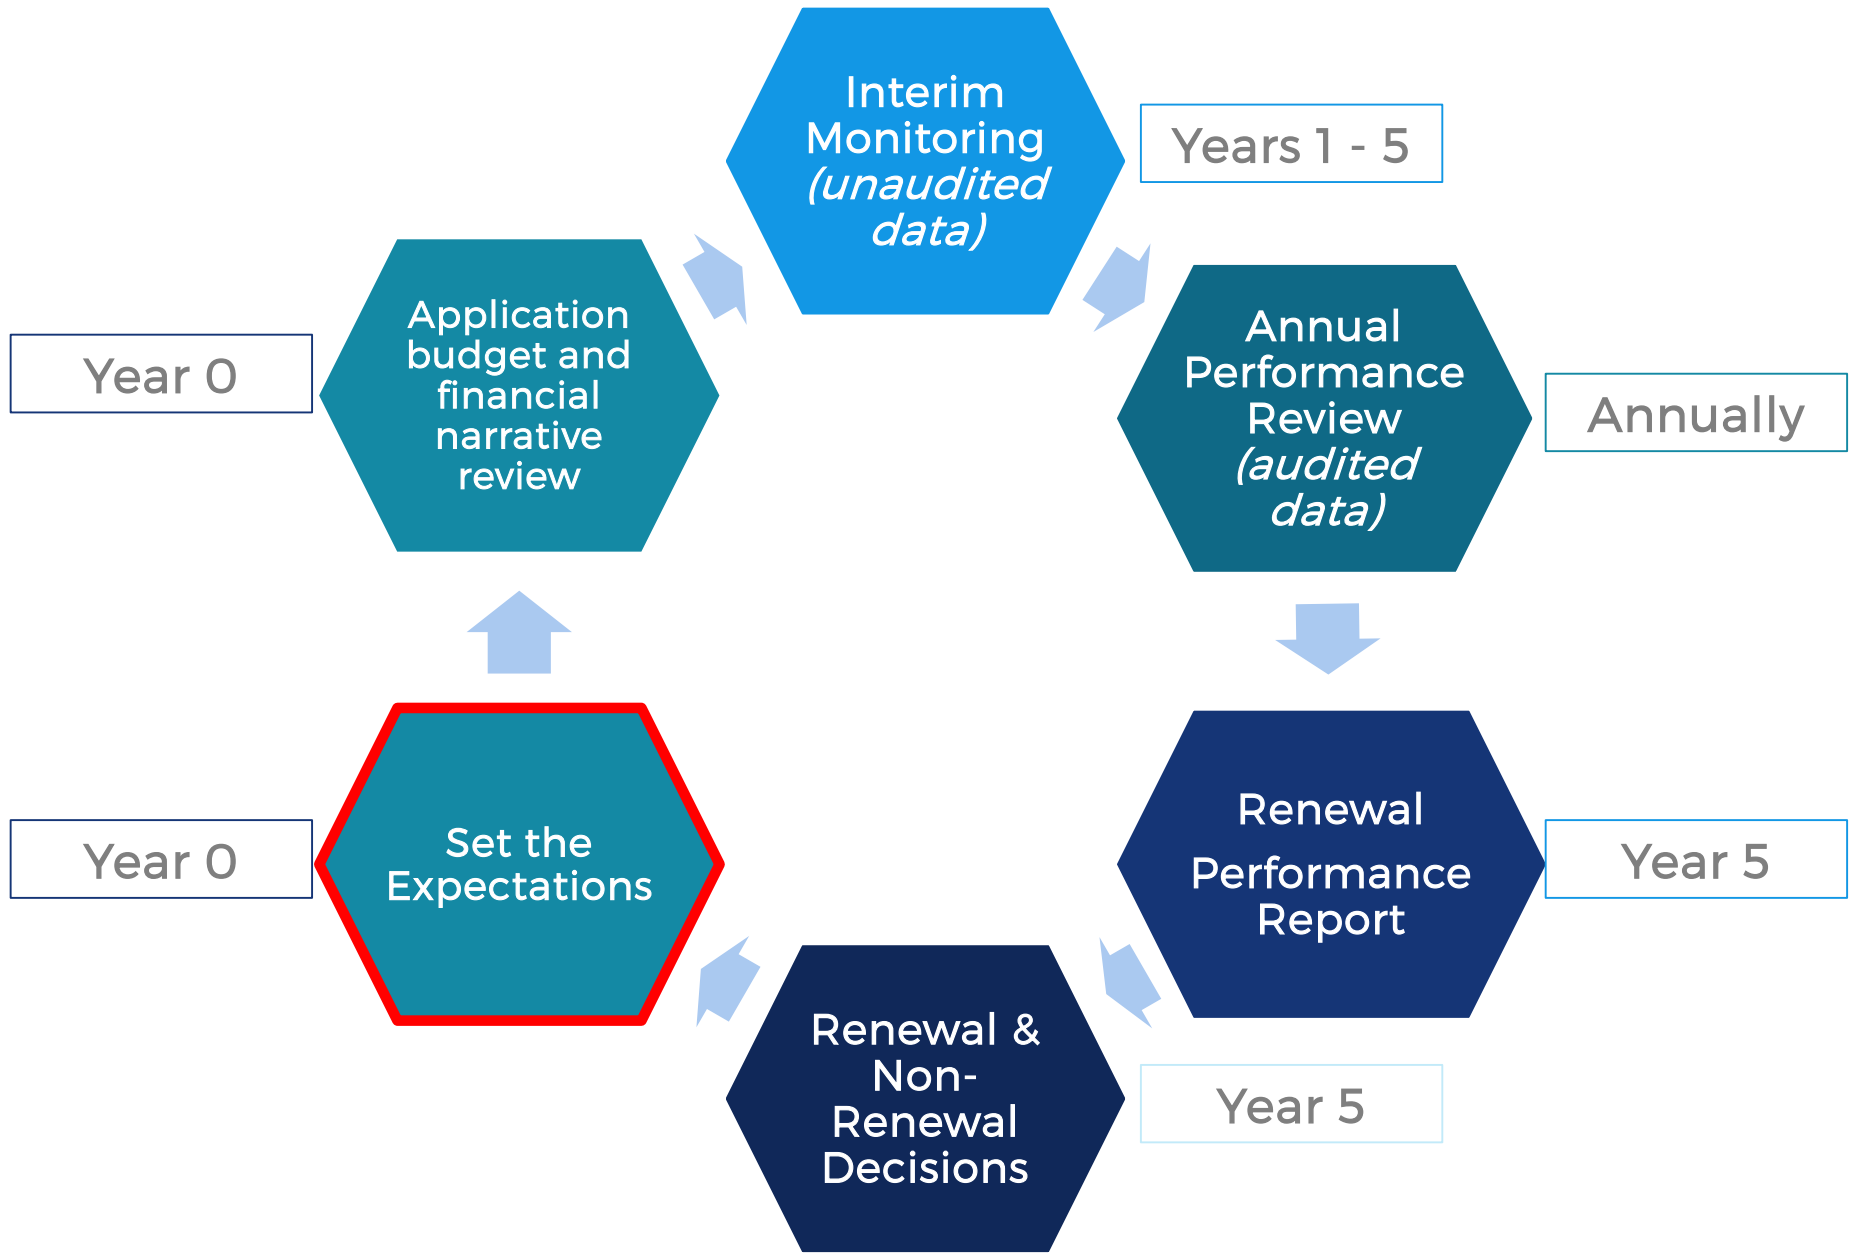 Interim
Monitoring
(unaudited
data)
Years 1 - 5
Application
budget and
financial
narrative
review
Year 0
Annual
Performance
Review
(audited
data)
Annually
Set the
Expectations
Year 0
Renewal
Performance
Report
Year 5
Renewal &
Non-
Renewal
Decisions
Year 5